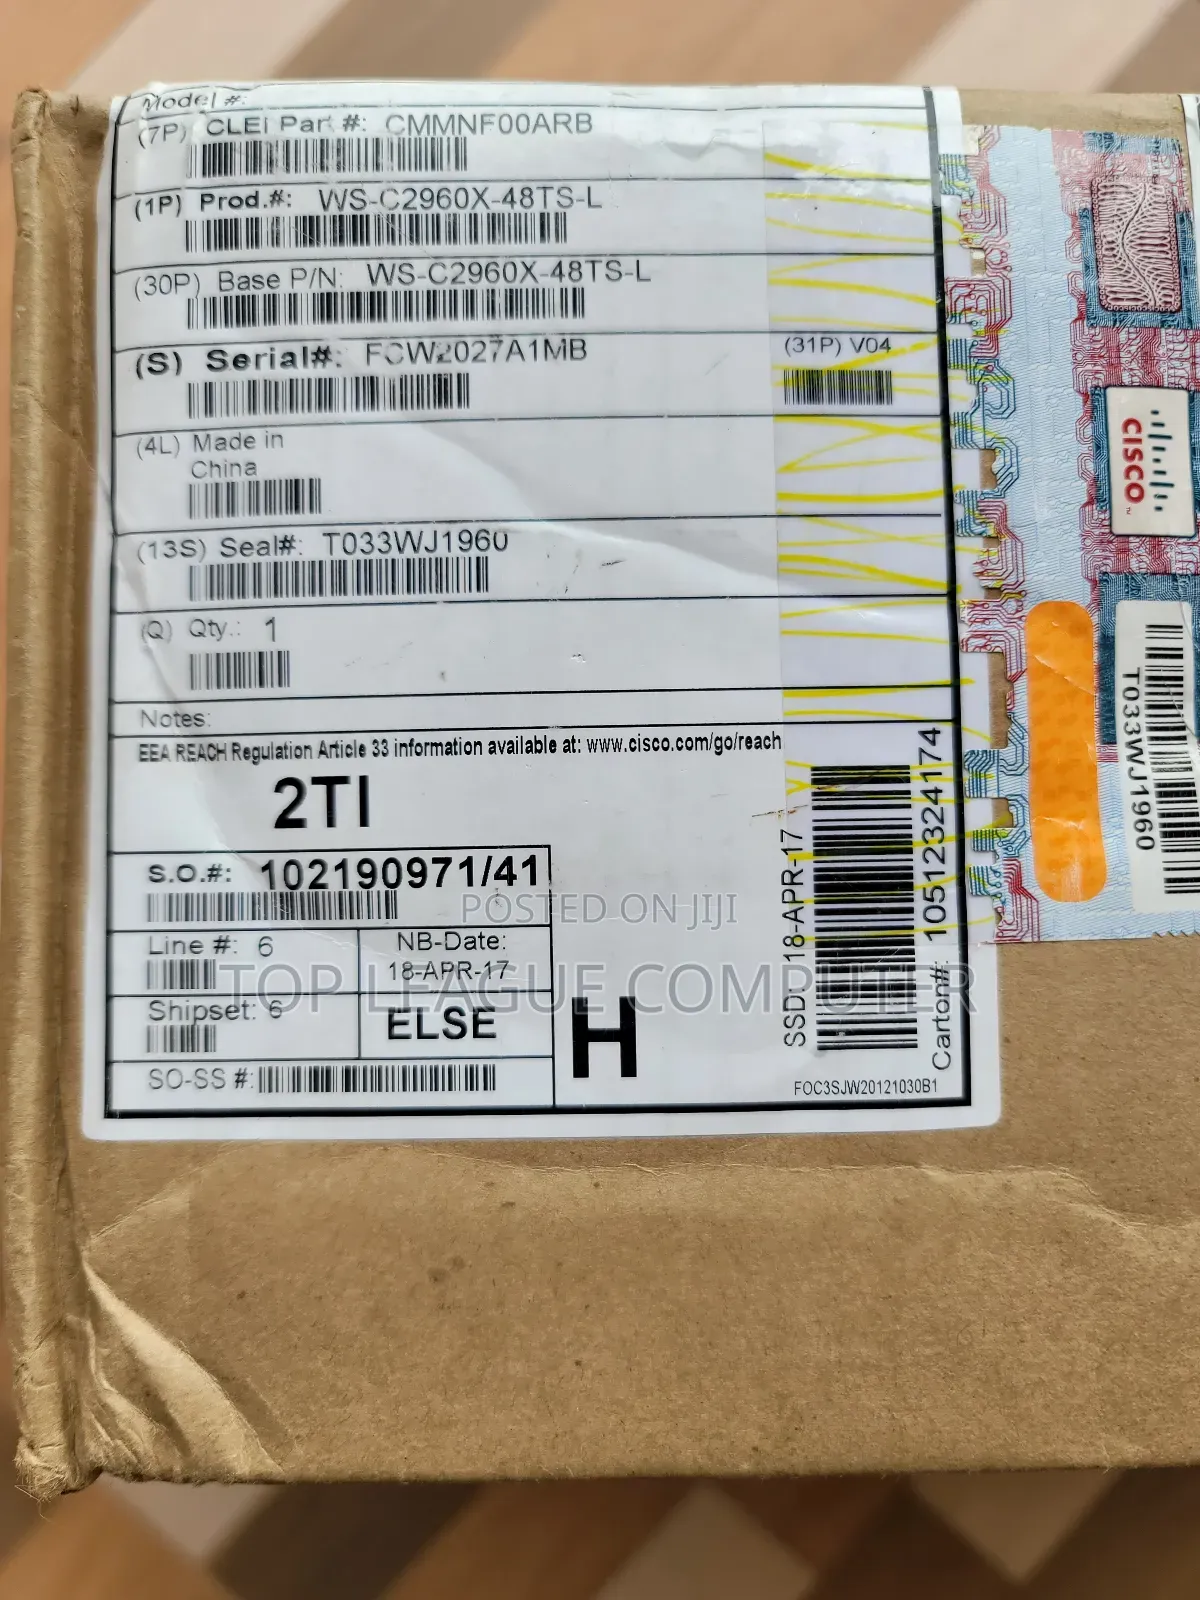 Model #:
(7P) CLEI Part #: CMMNF00ARB
(1P) Prod.#: WS-C2960X-48TS-L
(30P) Base P/N: WS-C2960X-48TS-L
(S) Serial#: FCW2027A1MB
(31P) V04
(4L) Made in
China
(13S) Seal#: T033WJ1960
(Q) Qty.: 1
Notes:
EEA REACH Regulation Article 33 information available at: www.cisco.com/go/reach
2TI
S.O.#: 102190971/41
Line #: 6
NB-Date:
18-APR-17
Shipset: 6
ELSE
SO-SS #:
H
SSD: 18-APR-17
Carton#: 10512324174
FOC3SJW20121030B1
CISCO
T033WJ1960
POSTED ON JIJI
TOP LEAGUE COMPUTER